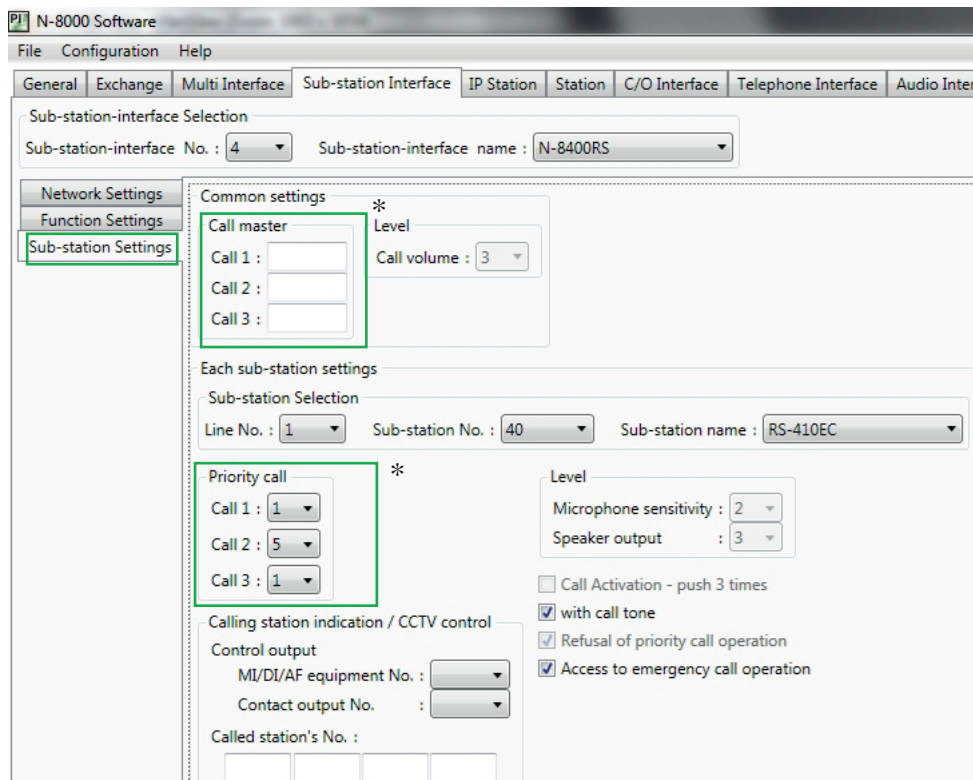 PJ N-8000 Software
File Configuration Help
General Exchange Multi Interface Sub-station Interface IP Station Station C/O Interface Telephone Interface Audio Inter
Sub-station-interface Selection
Sub-station-interface No. : 4 Sub-station-interface name : N-8400RS
Network Settings
Function Settings
Sub-station Settings
Common settings
*
Call master
Call 1 :
Call 2 :
Call 3 :
Level
Call volume : 3
Each sub-station settings
Sub-station Selection
Line No. : 1 Sub-station No. : 40 Sub-station name : RS-410EC
Priority call
*
Call 1 : 1
Call 2 : 5
Call 3 : 1
Level
Microphone sensitivity : 2
Speaker output : 3
Call Activation - push 3 times
with call tone
Refusal of priority call operation
Access to emergency call operation
Calling station indication / CCTV control
Control output
MI/DI/AF equipment No. :
Contact output No. :
Called station's No. :